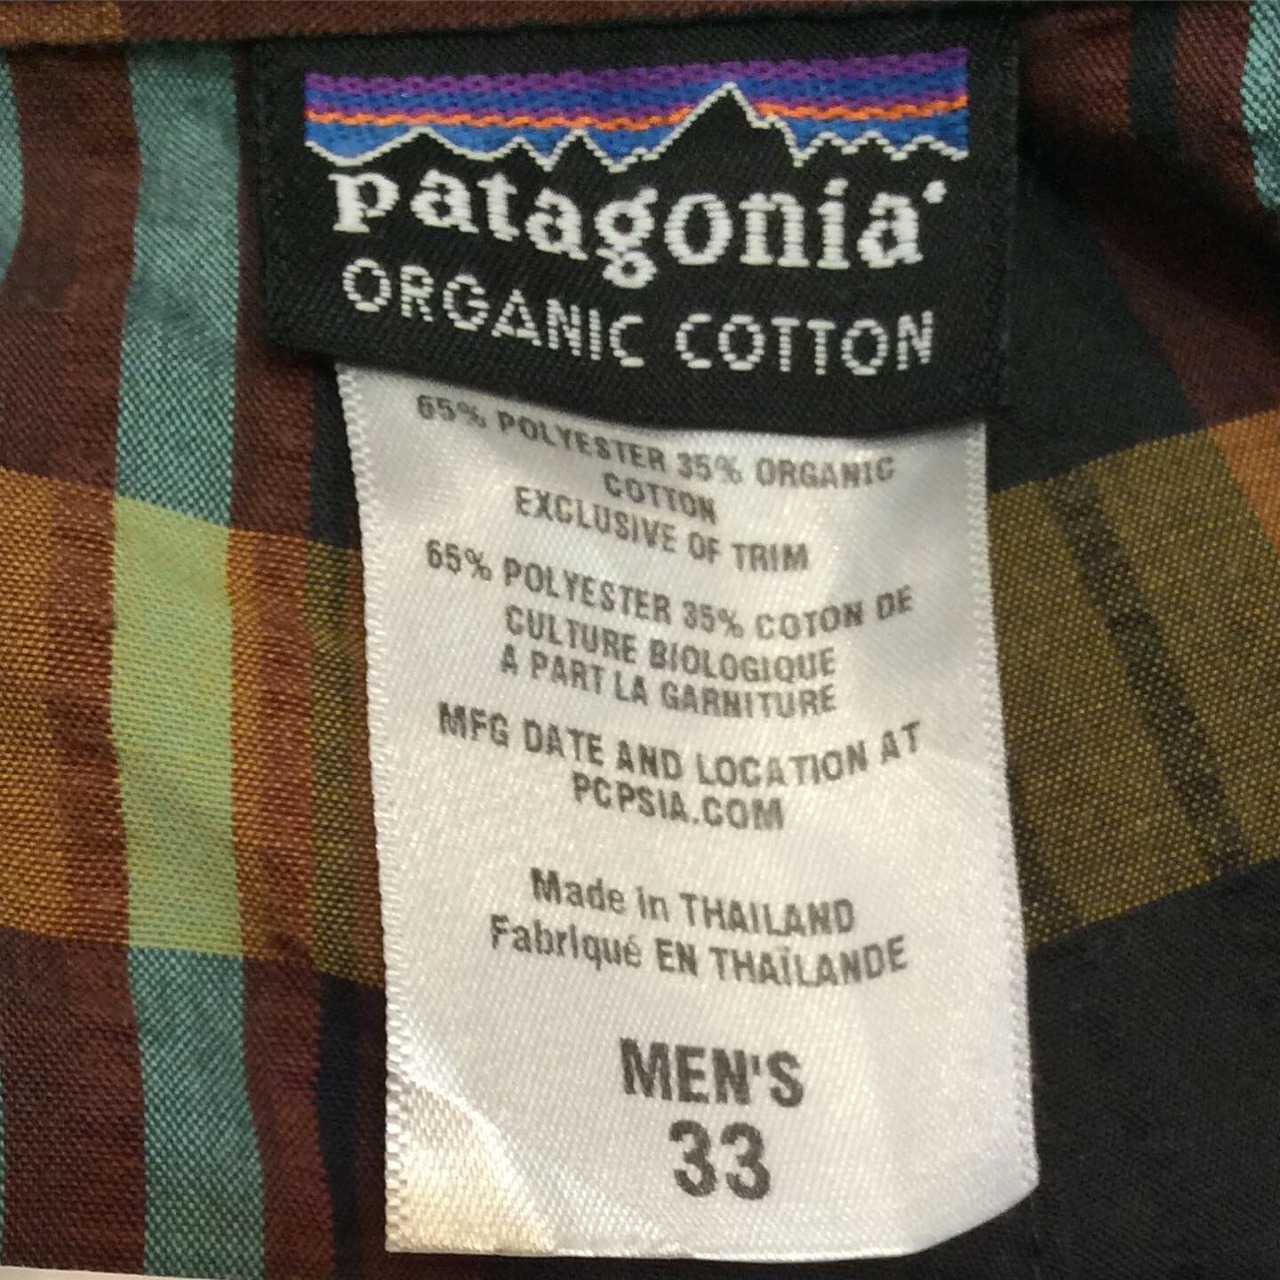 patagonia
ORGANIC COTTON
65% POLYESTER 35% ORGANIC
COTTON
EXCLUSIVE OF TRIM
65% POLYESTER 35% COTON DE
CULTURE BIOLOGIQUE
A PART LA GARNITURE
MFG DATE AND LOCATION AT
PCPSIA.COM
Made in THAILAND
Fabriqué EN THAÏLANDE
MEN'S
33